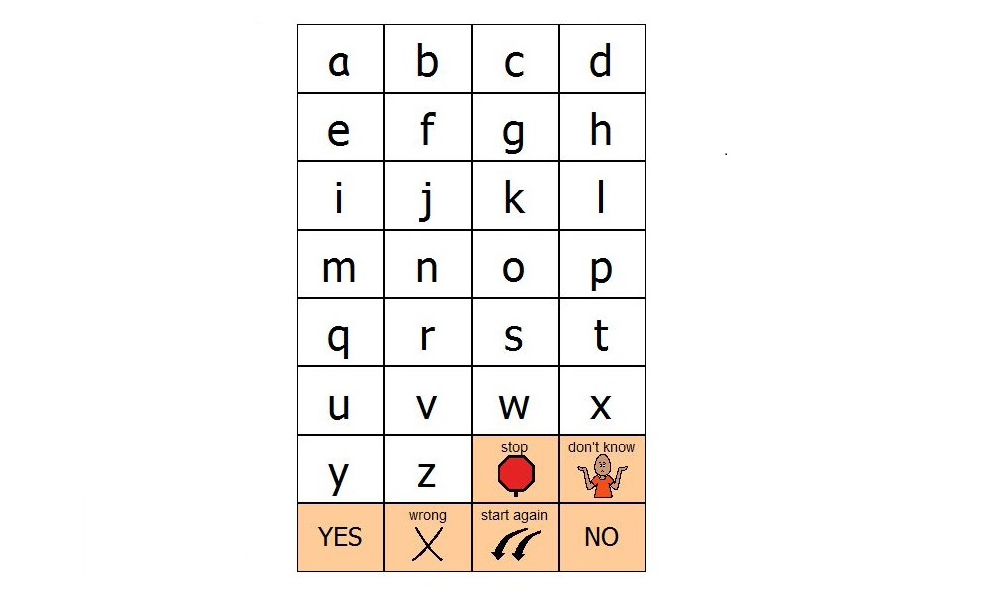 a b c d
e f g h
i j k l
m n o p
q r s t
u v w x
y z stop don't know
YES wrong start again NO